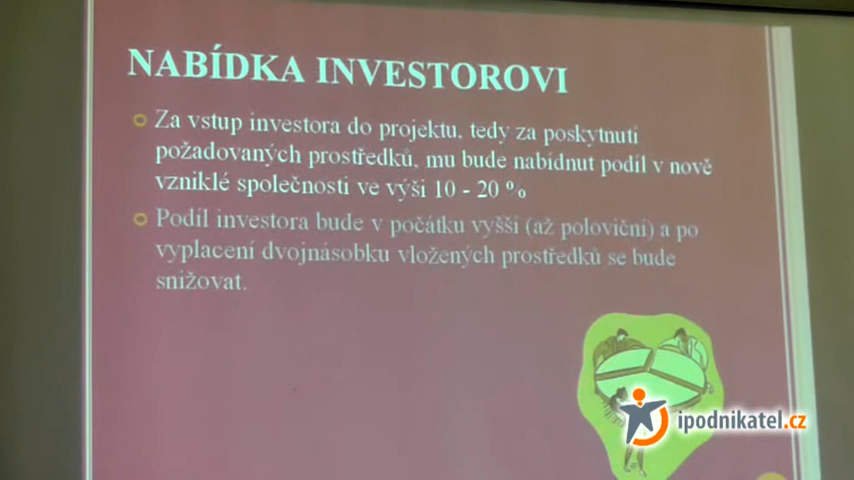 NABÍDKA INVESTOROVI
Za vstup investora do projektu, tedy za poskytnutí
požadovaných prostředků, mu bude nabídnut podíl v nově
vzniklé společnosti ve výši 10 - 20 %
Podíl investora bude v počátku vyšší (až poloviční) a po
vyplacení dvojnásobku vložených prostředků se bude
snižovat.
ipodnikatel.cz